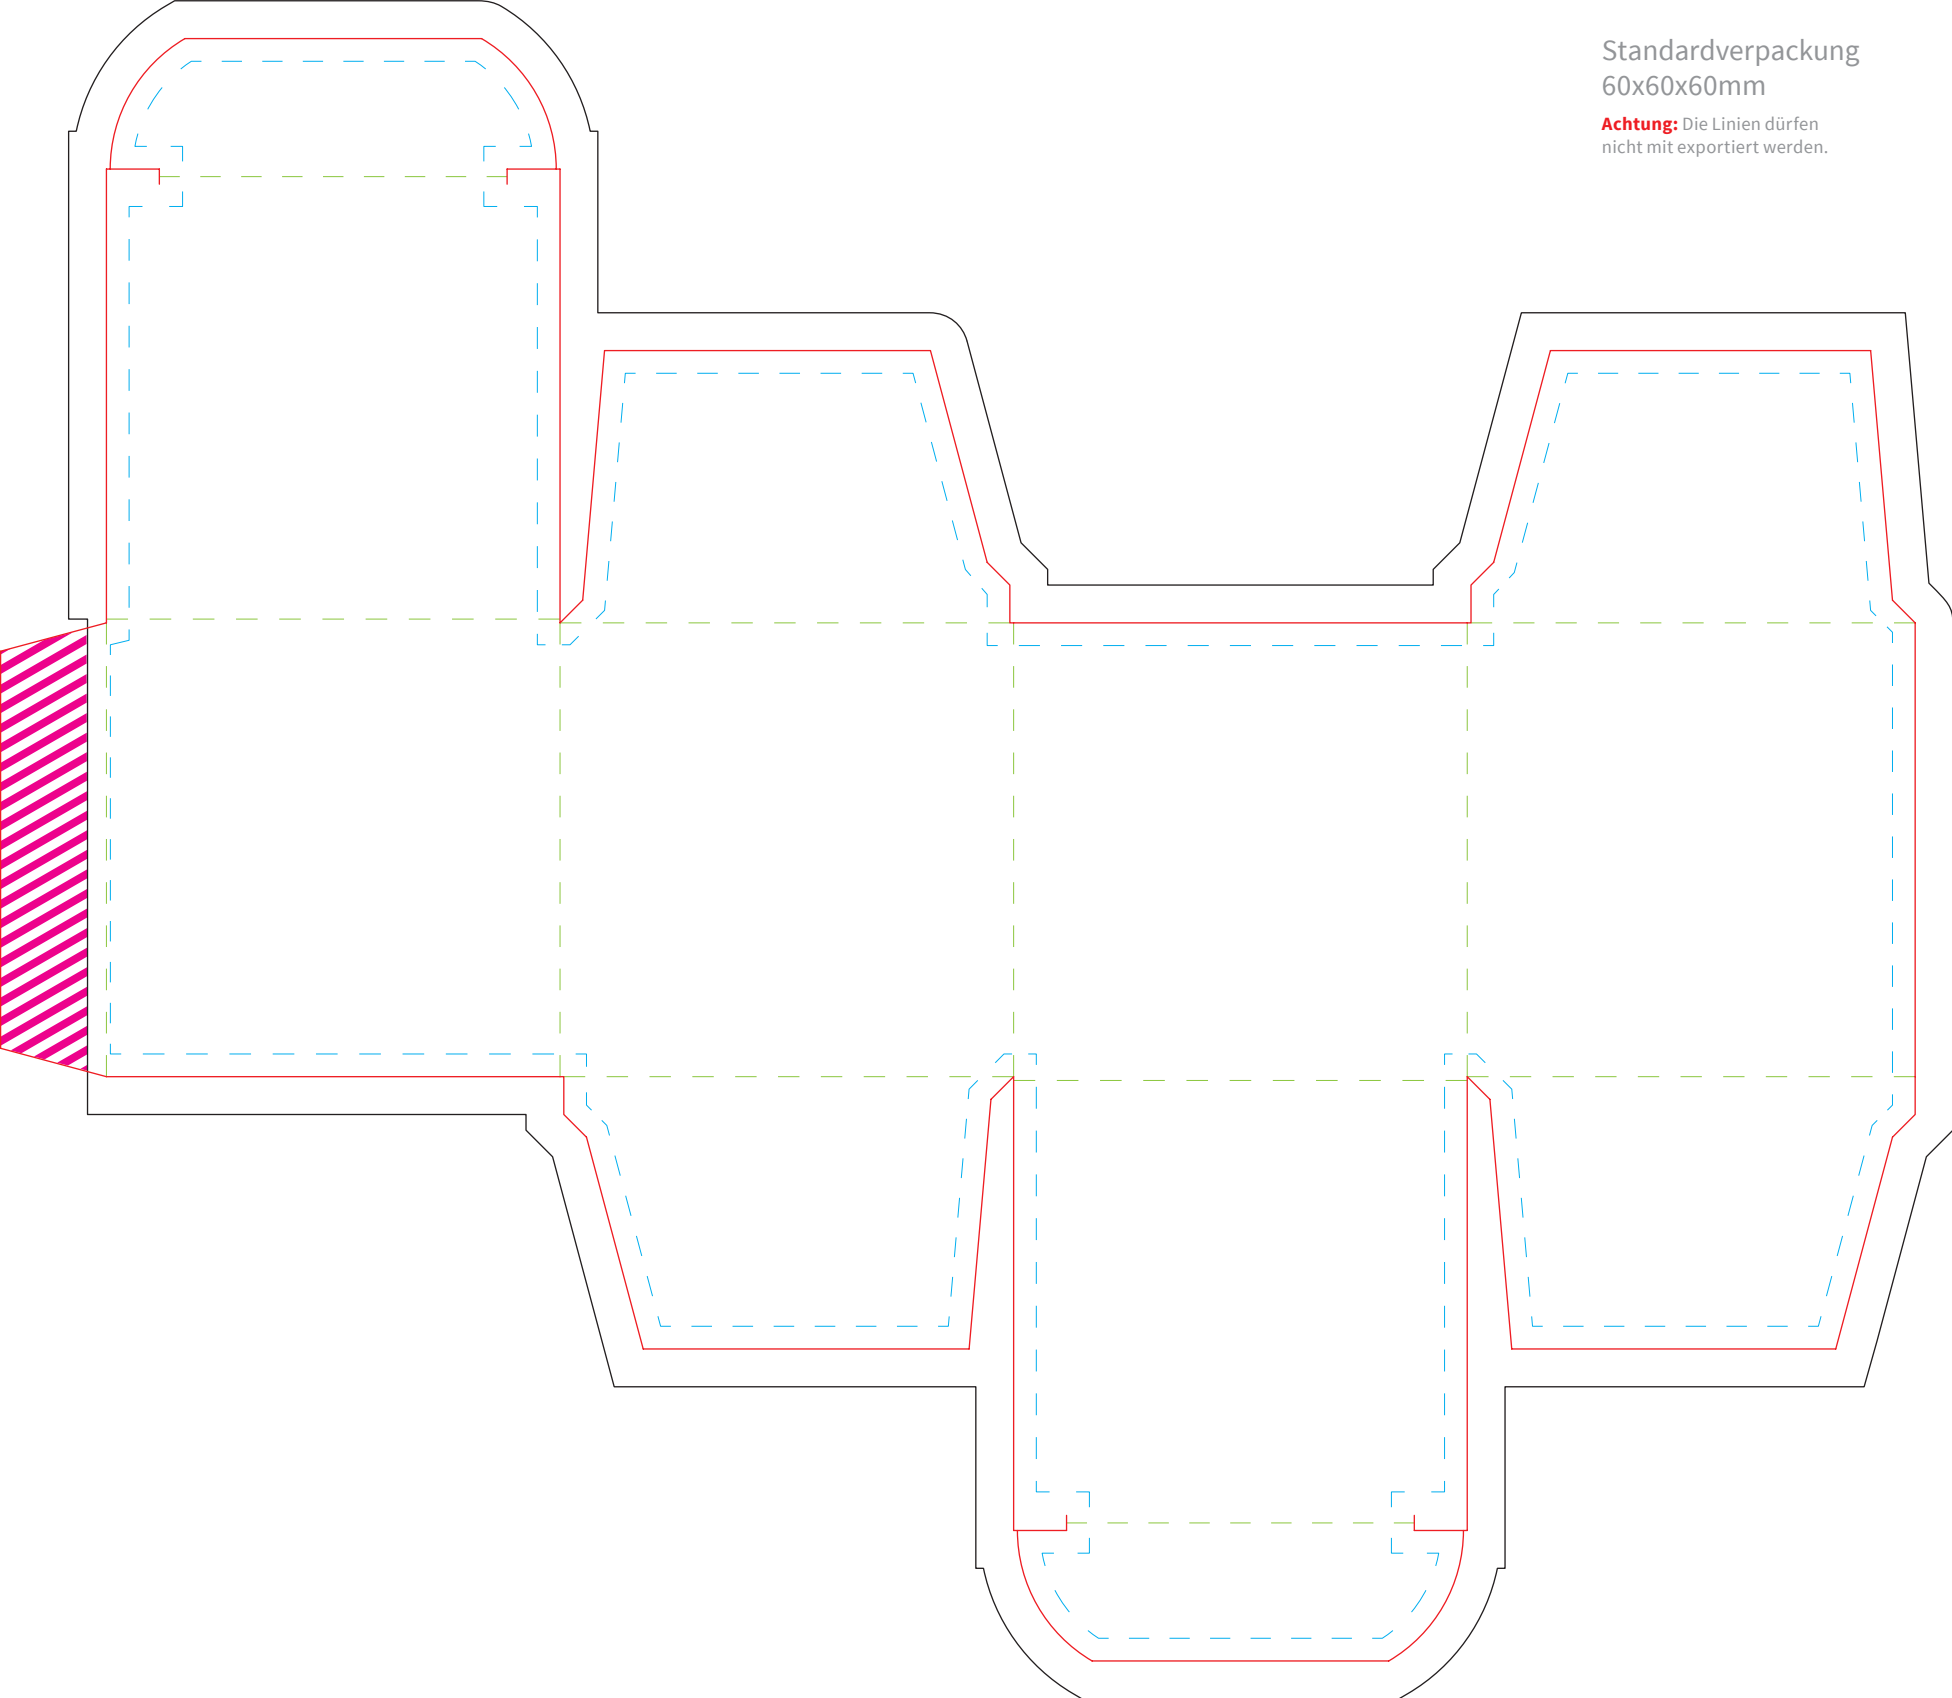 Standardverpackung
60x60x60mm
Achtung: Die Linien dürfen
nicht mit exportiert werden.